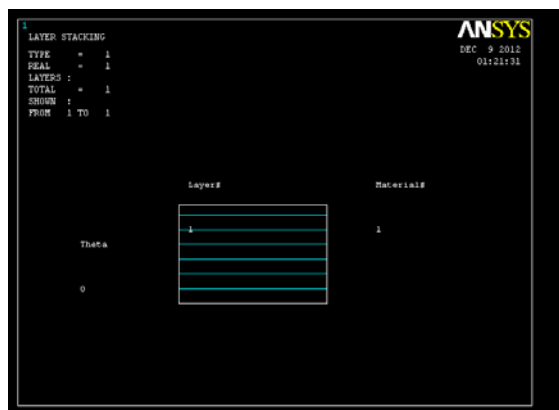 1
LAYER STACKING
ANSYS
DEC 9 2012
01:21:31
TYPE = 1
REAL = 1
LAYERS :
TOTAL = 1
SHOWN :
FROM 1 TO 1
Layer# Material#
1 1
Theta
0